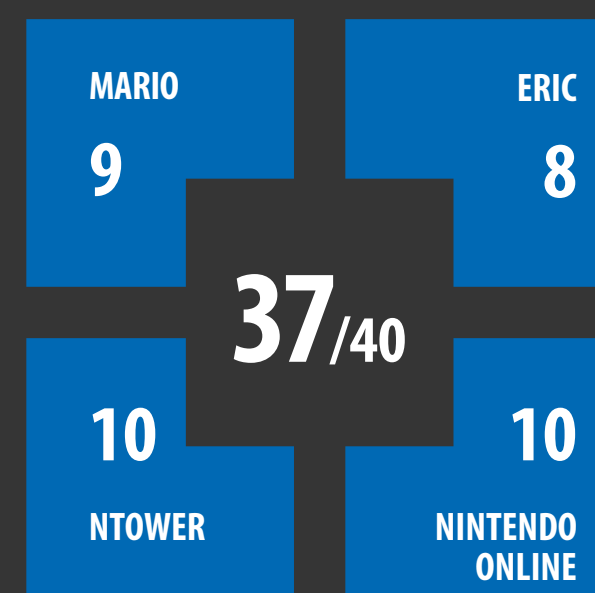 MARIO
9
ERIC
8
37/40
10
NTOWER
10
NINTENDO
ONLINE